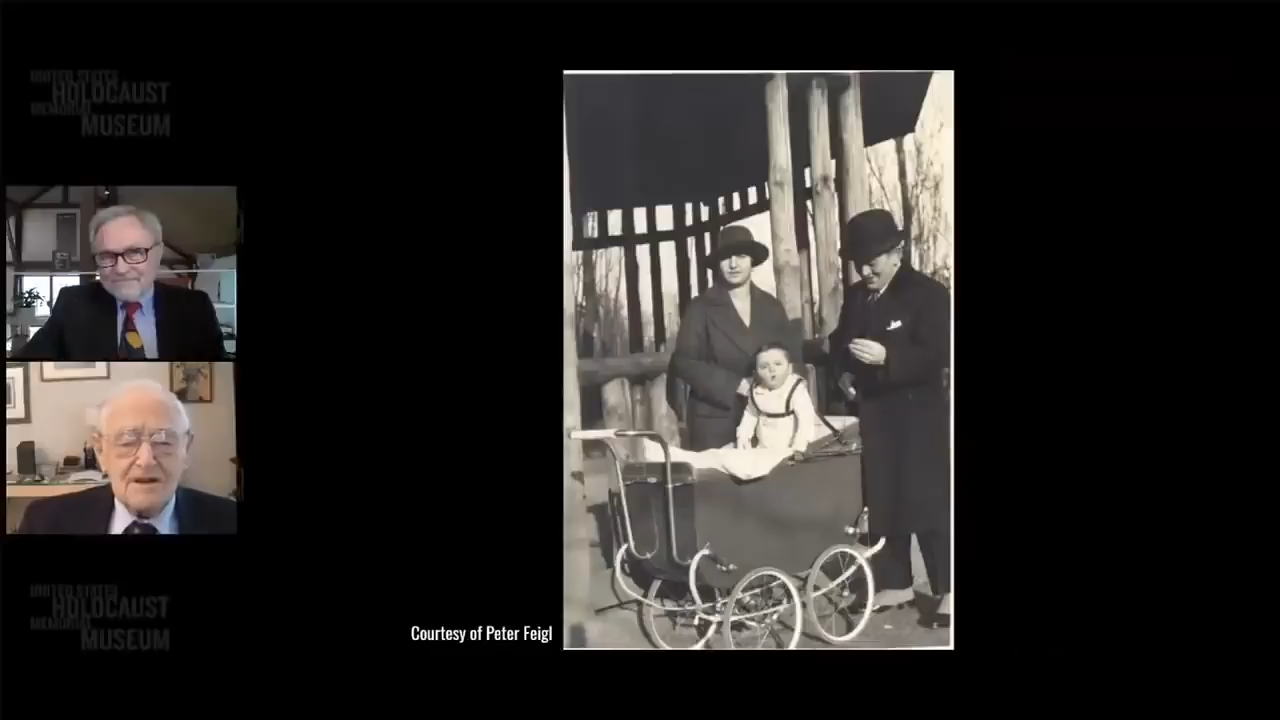 UNITED STATES
HOLOCAUST
MEMORIAL
MUSEUM
Courtesy of Peter Feigl
UNITED STATES
HOLOCAUST
MEMORIAL
MUSEUM